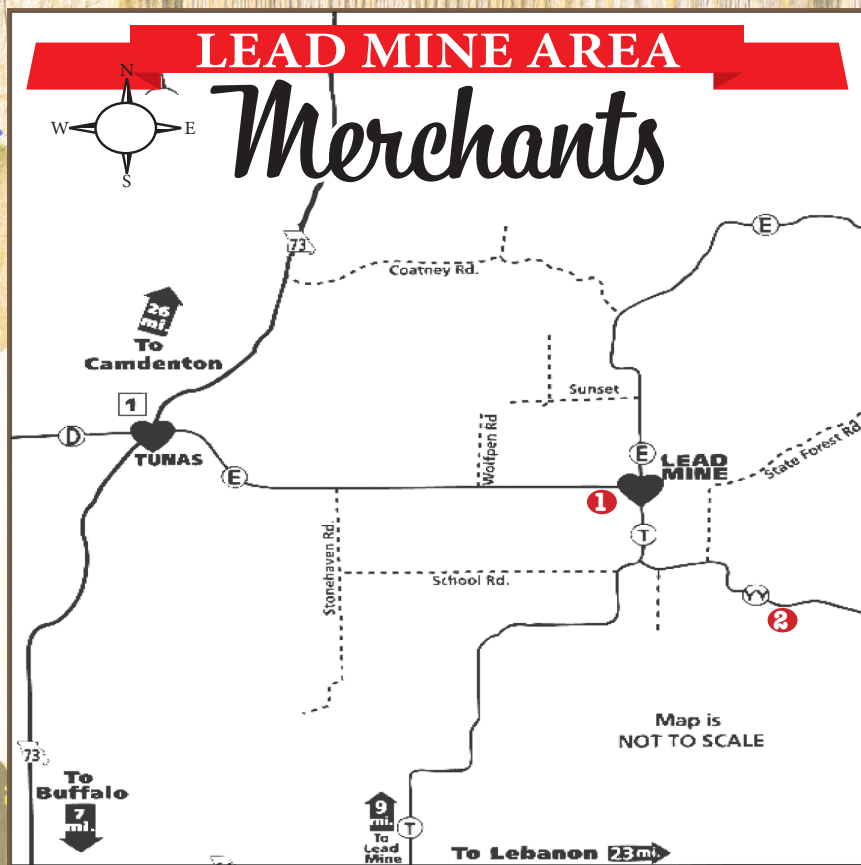 LEAD MINE AREA
Merchants
N
W E
S
E
73
Coatney Rd.
26
mi.
To
Camdenton
Sunset
1
D
TUNAS
Wolfpen Rd
E
State Forest Rd.
LEAD
MINE
E
1
T
Stonehaven Rd.
School Rd.
YY
2
Map is
NOT TO SCALE
73
To
Buffalo
7
mi.
9
mi.
To
Lead
Mine
T
To Lebanon 23 mi.